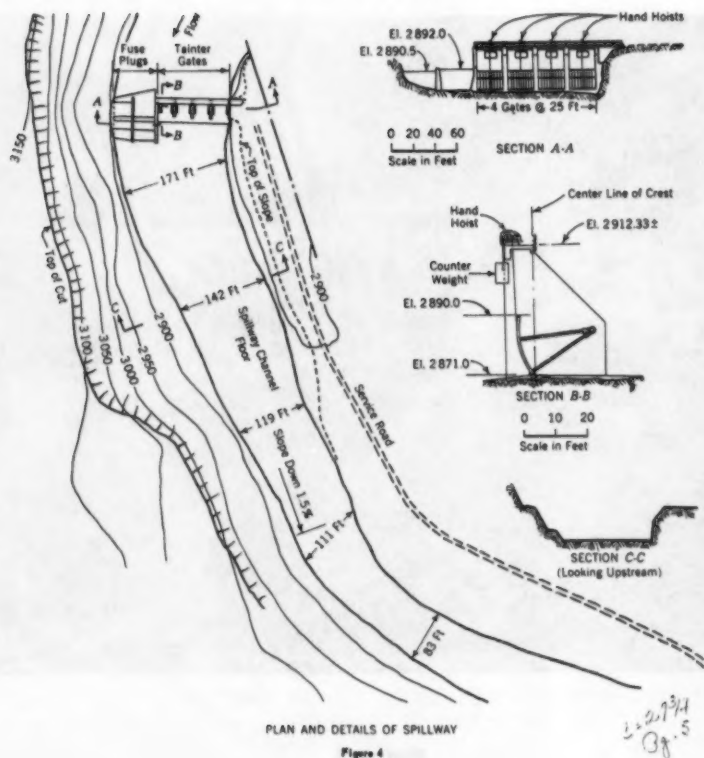 Flow
Fuse
Plugs
Tainter
Gates
B
B
A
A
3150
Top of Cut
3100
3050
3000
2950
2900
C
C
171 Ft
142 Ft
119 Ft
111 Ft
83 Ft
Top of Slope
2900
Spillway Channel
Floor
Slope Down 1.5%
Service Road
Hand Hoists
El. 2892.0
El. 2890.5
4 Gates @ 25 Ft
0 20 40 60
Scale in Feet
SECTION A-A
Center Line of Crest
Hand
Hoist
El. 2912.33±
Counter
Weight
El. 2890.0
El. 2871.0
SECTION B-B
0 10 20
Scale in Feet
SECTION C-C
(Looking Upstream)
PLAN AND DETAILS OF SPILLWAY
Figure 4
Pg. 5